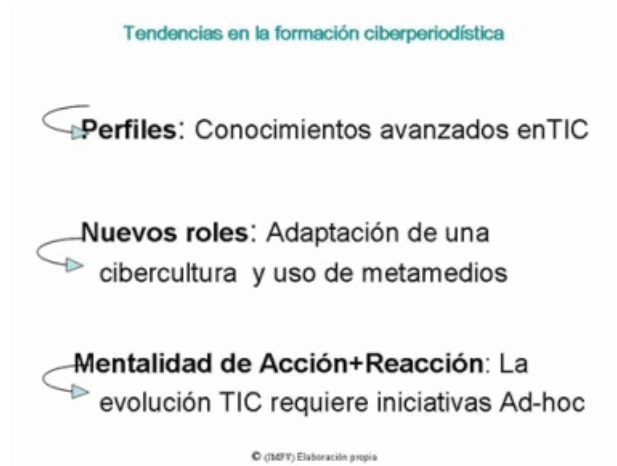 Tendencias en la formación ciberperiodística
Perfiles: Conocimientos avanzados enTIC
Nuevos roles: Adaptación de una
cibercultura y uso de metamedios
Mentalidad de Acción+Reacción: La
evolución TIC requiere iniciativas Ad-hoc
© (JMFV) Elaboración propia